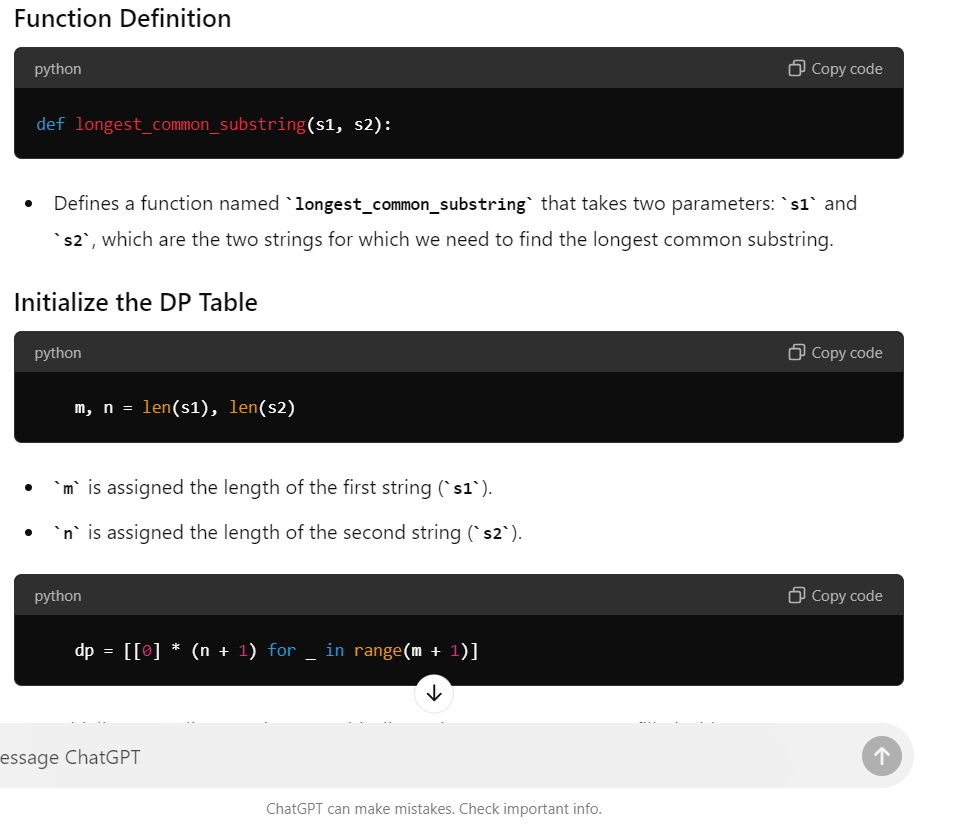 Function Definition
python
Copy code
def longest_common_substring(s1, s2):
Defines a function named `longest_common_substring` that takes two parameters: `s1` and
`s2`, which are the two strings for which we need to find the longest common substring.
Initialize the DP Table
python
Copy code
m, n = len(s1), len(s2)
`m` is assigned the length of the first string (`s1`).
`n` is assigned the length of the second string (`s2`).
python
Copy code
dp = [[0] * (n + 1) for _ in range(m + 1)]
essage ChatGPT
ChatGPT can make mistakes. Check important info.